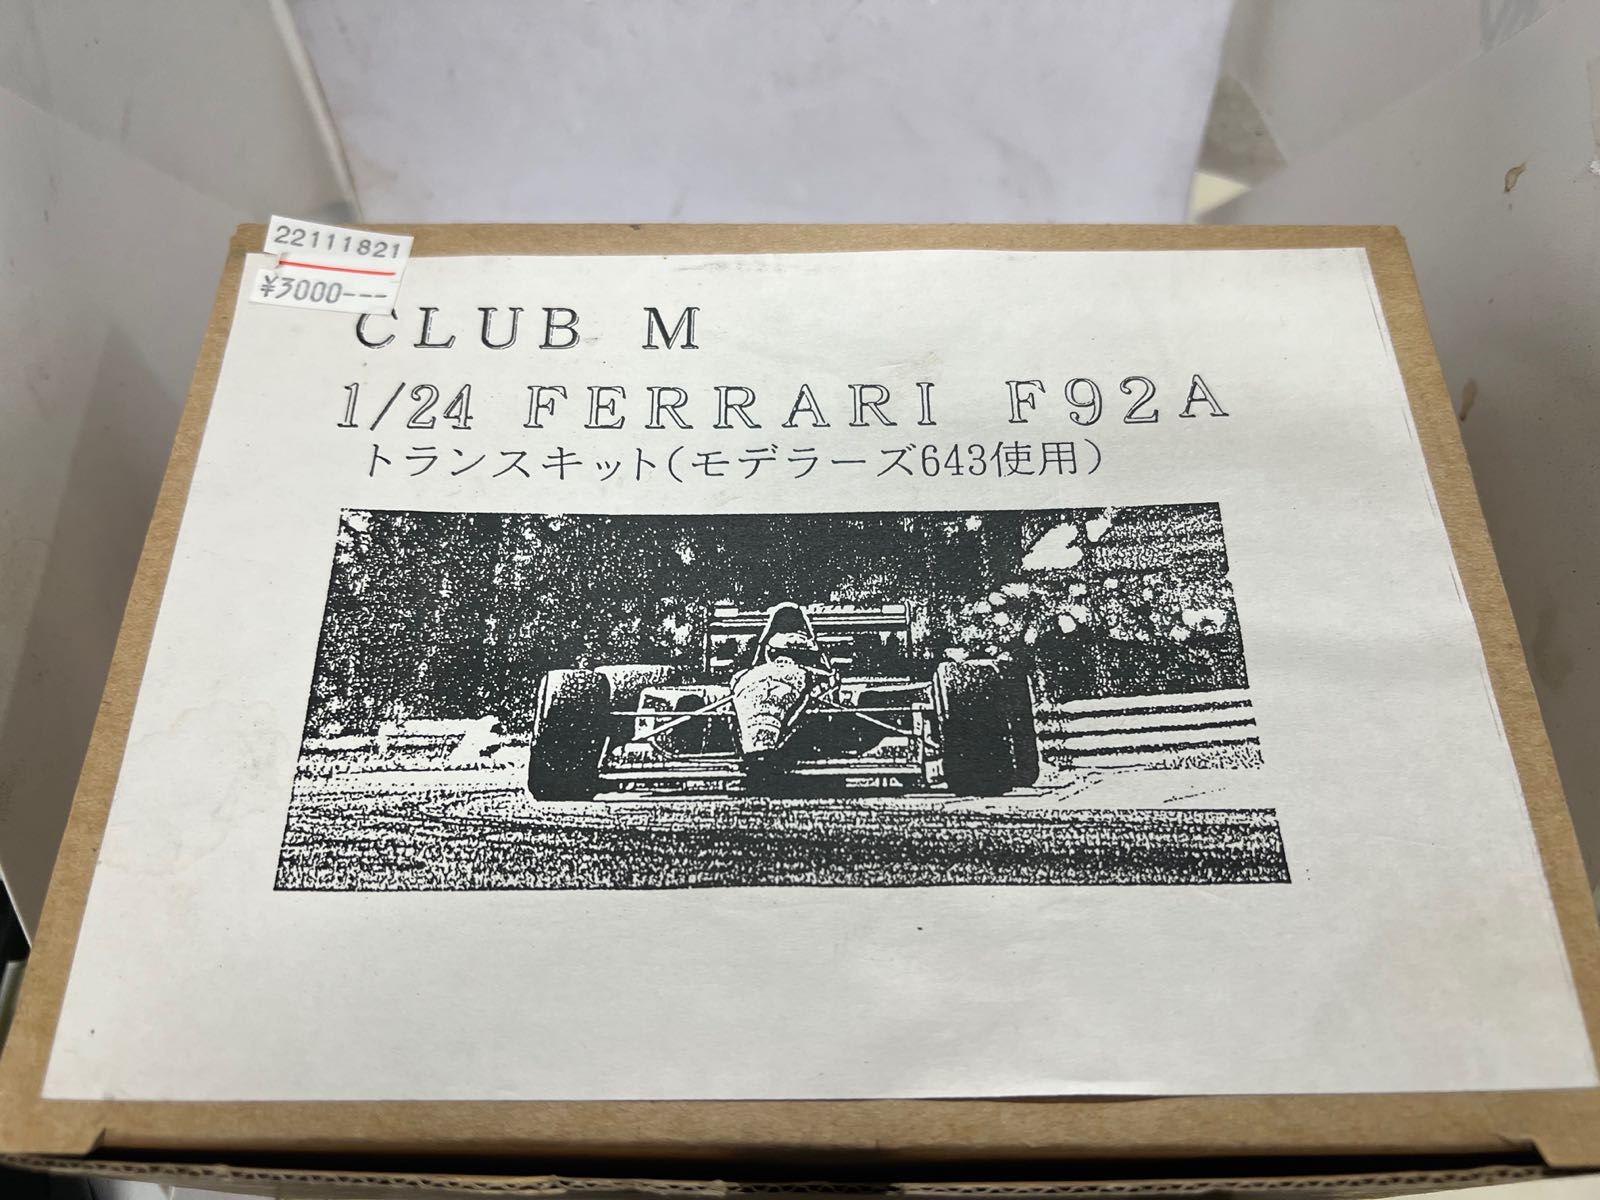 22111821
¥3000---
CLUB M
1/24 FERRARI F92A
トランスキット(モデラーズ643使用)